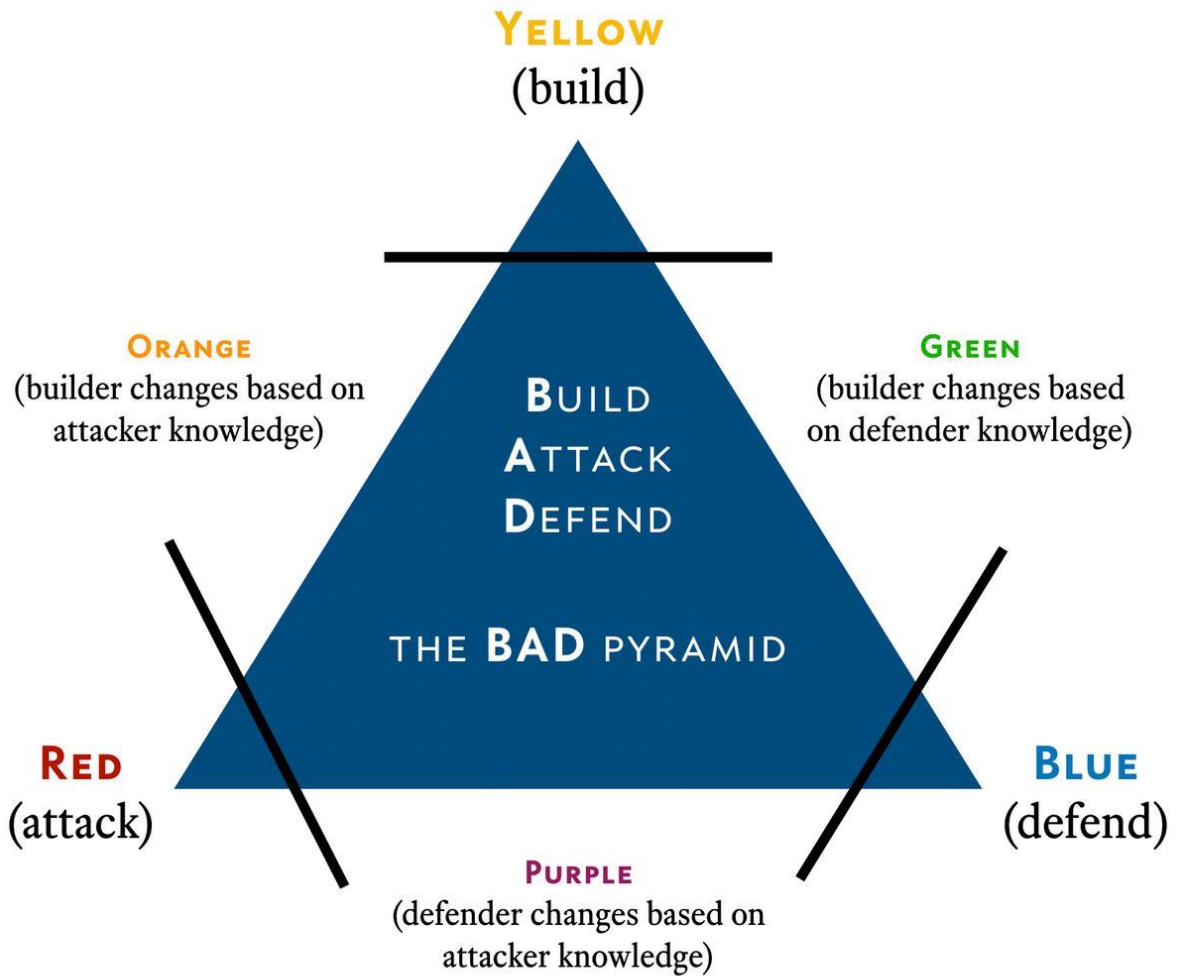 YELLOW
(build)
ORANGE
(builder changes based on
attacker knowledge)
GREEN
(builder changes based
on defender knowledge)
BUILD
ATTACK
DEFEND
THE BAD PYRAMID
RED
(attack)
BLUE
(defend)
PURPLE
(defender changes based on
attacker knowledge)